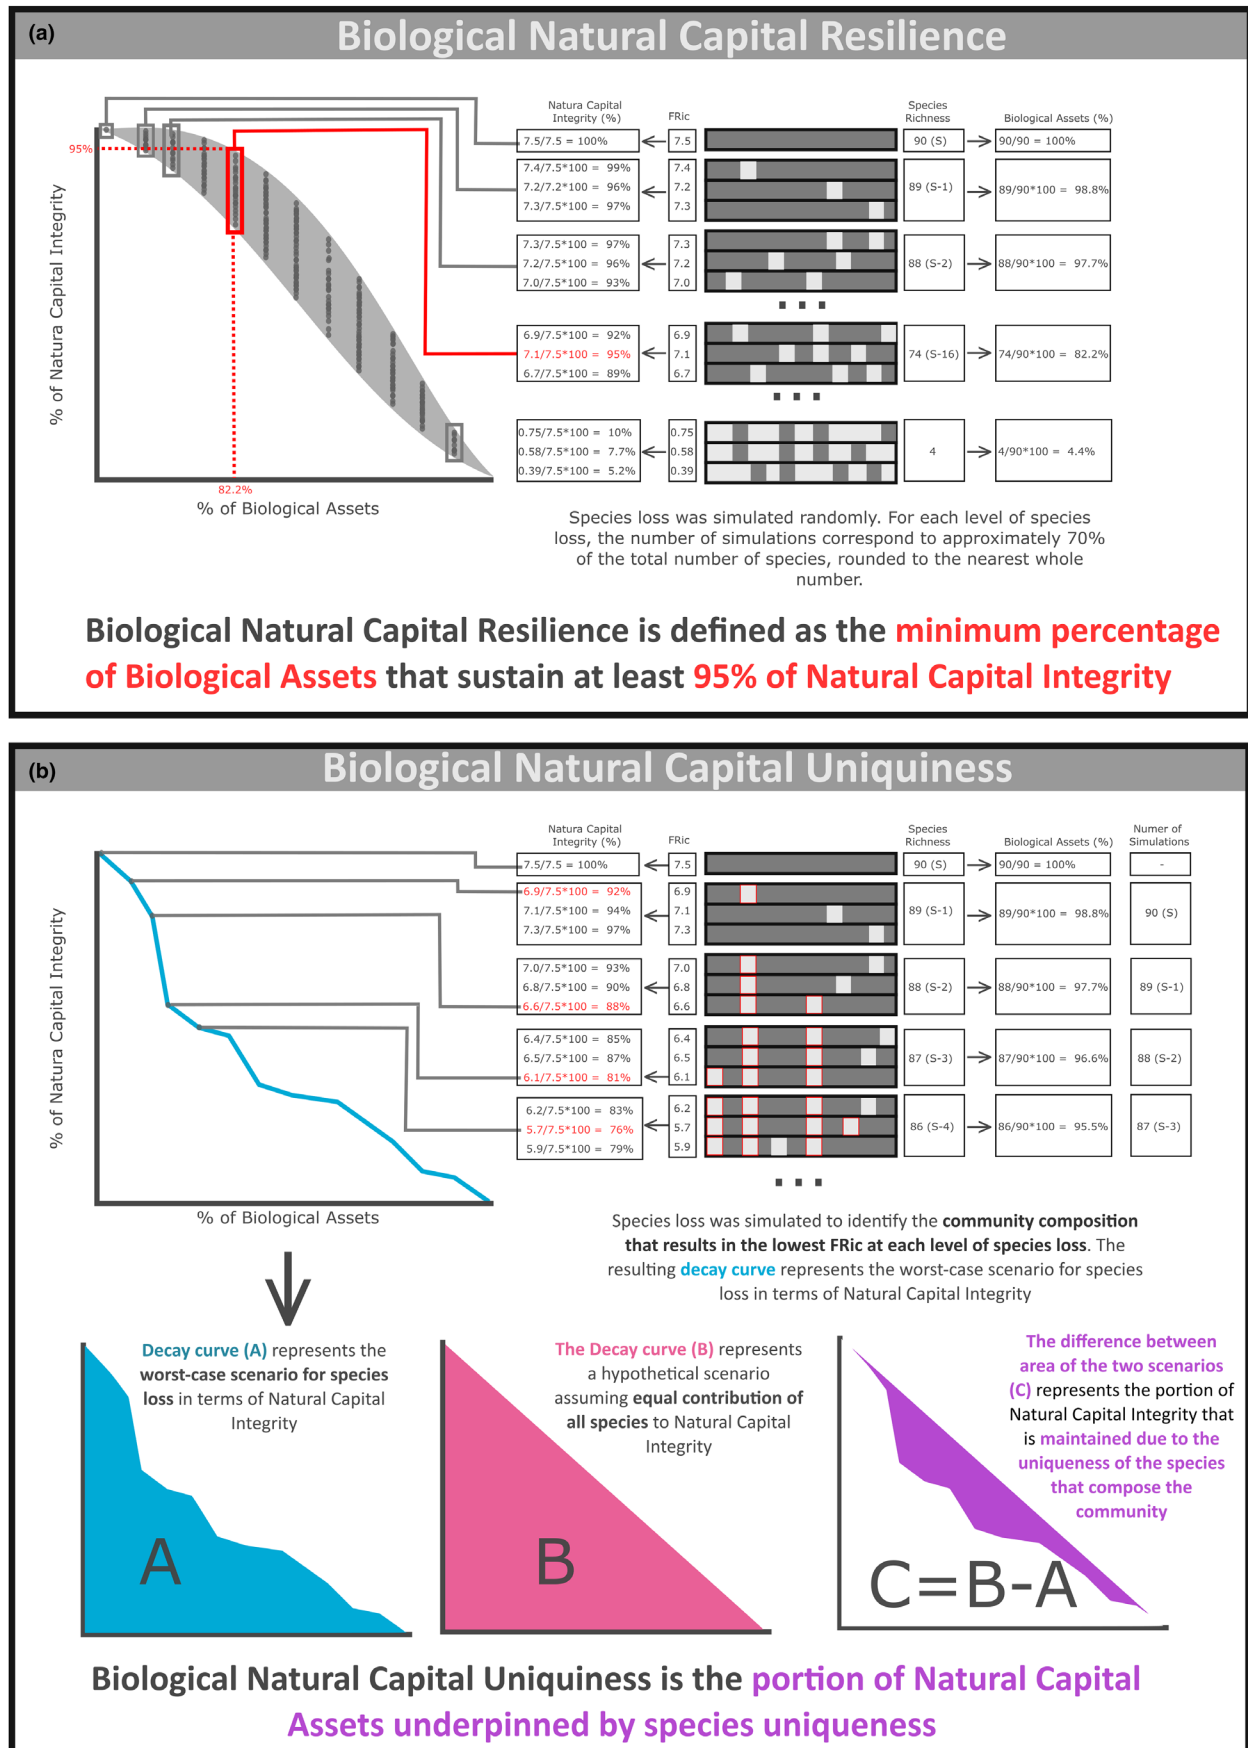 (a)
Biological Natural Capital Resilience
Natura Capital
Integrity (%)
FRic
Species
Richness
Biological Assets (%)
7.5/7.5 = 100%
7.5
90 (S)
90/90 = 100%
95%
7.4/7.5*100 = 99%
7.2/7.2*100 = 96%
7.3/7.5*100 = 97%
7.4
7.2
7.3
89 (S-1)
89/90*100 = 98.8%
7.3/7.5*100 = 97%
7.2/7.5*100 = 96%
7.0/7.5*100 = 93%
7.3
7.2
7.0
88 (S-2)
88/90*100 = 97.7%
. . .
6.9/7.5*100 = 92%
7.1/7.5*100 = 95%
6.7/7.5*100 = 89%
6.9
7.1
6.7
74 (S-16)
74/90*100 = 82.2%
. . .
0.75/7.5*100 = 10%
0.58/7.5*100 = 7.7%
0.39/7.5*100 = 5.2%
0.75
0.58
0.39
4
4/90*100 = 4.4%
% of Natura Capital Integrity
82.2%
% of Biological Assets
Species loss was simulated randomly. For each level of species
loss, the number of simulations correspond to approximately 70%
of the total number of species, rounded to the nearest whole
number.
Biological Natural Capital Resilience is defined as the minimum percentage
of Biological Assets that sustain at least 95% of Natural Capital Integrity
(b)
Biological Natural Capital Uniquiness
Natura Capital
Integrity (%)
FRic
Species
Richness
Biological Assets (%)
Numer of
Simulations
7.5/7.5 = 100%
7.5
90 (S)
90/90 = 100%
-
6.9/7.5*100 = 92%
7.1/7.5*100 = 94%
7.3/7.5*100 = 97%
6.9
7.1
7.3
89 (S-1)
89/90*100 = 98.8%
90 (S)
7.0/7.5*100 = 93%
6.8/7.5*100 = 90%
6.6/7.5*100 = 88%
7.0
6.8
6.6
88 (S-2)
88/90*100 = 97.7%
89 (S-1)
6.4/7.5*100 = 85%
6.5/7.5*100 = 87%
6.1/7.5*100 = 81%
6.4
6.5
6.1
87 (S-3)
87/90*100 = 96.6%
88 (S-2)
6.2/7.5*100 = 83%
5.7/7.5*100 = 76%
5.9/7.5*100 = 79%
6.2
5.7
5.9
86 (S-4)
86/90*100 = 95.5%
87 (S-3)
. . .
% of Natura Capital Integrity
% of Biological Assets
Species loss was simulated to identify the community composition
that results in the lowest FRic at each level of species loss. The
resulting decay curve represents the worst-case scenario for species
loss in terms of Natural Capital Integrity
Decay curve (A) represents the
worst-case scenario for species
loss in terms of Natural Capital
Integrity
A
The Decay curve (B) represents
a hypothetical scenario
assuming equal contribution of
all species to Natural Capital
Integrity
B
The difference between
area of the two scenarios
(C) represents the portion of
Natural Capital Integrity that
is maintained due to the
uniqueness of the species
that compose the
community
C=B-A
Biological Natural Capital Uniquiness is the portion of Natural Capital
Assets underpinned by species uniqueness